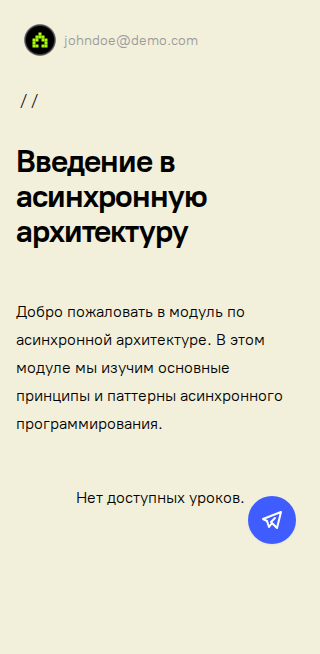 johndoe@demo.com
/ /
Введение в
асинхронную
архитектуру
Добро пожаловать в модуль по
асинхронной архитектуре. В этом
модуле мы изучим основные
принципы и паттерны асинхронного
программирования.
Нет доступных уроков.